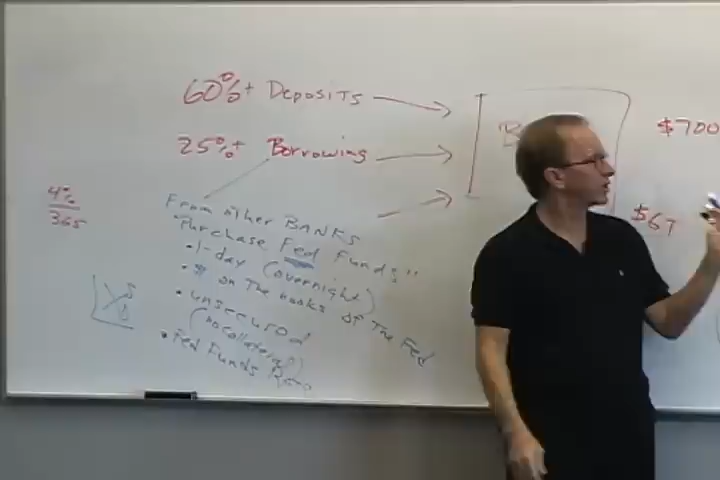 60%+ Deposits
25%+ Borrowing
$700
4%
365
$67
From other BANKS
"Purchase Fed Funds"
• 1-day (overnight)
• $ on The books of The Fed
• unsecured
(no collateral)
• Fed Funds
S
D